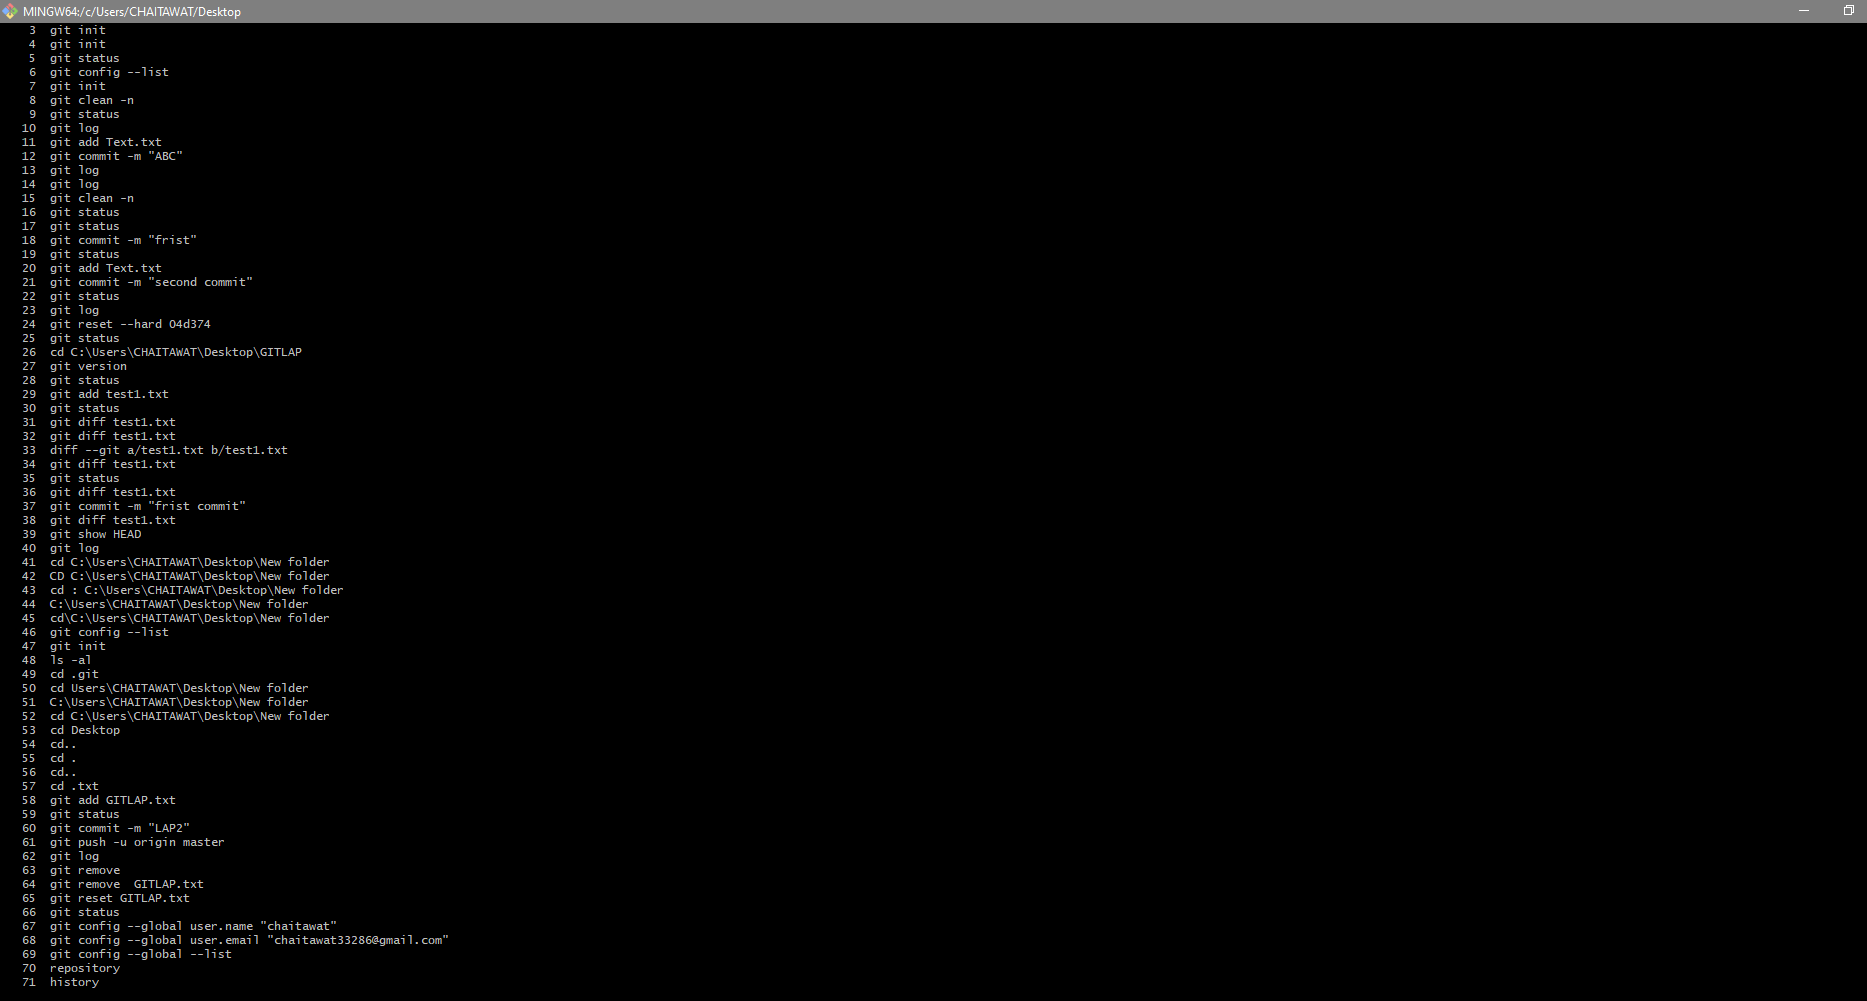 MINGW64:/c/Users/CHAITAWAT/Desktop
3 git init
4 git init
5 git status
6 git config --list
7 git init
8 git clean -n
9 git status
10 git log
11 git add Text.txt
12 git commit -m "ABC"
13 git log
14 git log
15 git clean -n
16 git status
17 git status
18 git commit -m "frist"
19 git status
20 git add Text.txt
21 git commit -m "second commit"
22 git status
23 git log
24 git reset --hard 04d374
25 git status
26 cd C:\Users\CHAITAWAT\Desktop\GITLAP
27 git version
28 git status
29 git add test1.txt
30 git status
31 git diff test1.txt
32 git diff test1.txt
33 diff --git a/test1.txt b/test1.txt
34 git diff test1.txt
35 git status
36 git diff test1.txt
37 git commit -m "frist commit"
38 git diff test1.txt
39 git show HEAD
40 git log
41 cd C:\Users\CHAITAWAT\Desktop\New folder
42 CD C:\Users\CHAITAWAT\Desktop\New folder
43 cd : C:\Users\CHAITAWAT\Desktop\New folder
44 C:\Users\CHAITAWAT\Desktop\New folder
45 cd\C:\Users\CHAITAWAT\Desktop\New folder
46 git config --list
47 git init
48 ls -al
49 cd .git
50 cd Users\CHAITAWAT\Desktop\New folder
51 C:\Users\CHAITAWAT\Desktop\New folder
52 cd C:\Users\CHAITAWAT\Desktop\New folder
53 cd Desktop
54 cd..
55 cd .
56 cd..
57 cd .txt
58 git add GITLAP.txt
59 git status
60 git commit -m "LAP2"
61 git push -u origin master
62 git log
63 git remove
64 git remove  GITLAP.txt
65 git reset GITLAP.txt
66 git status
67 git config --global user.name "chaitawat"
68 git config --global user.email "chaitawat33286@gmail.com"
69 git config --global --list
70 repository
71 history